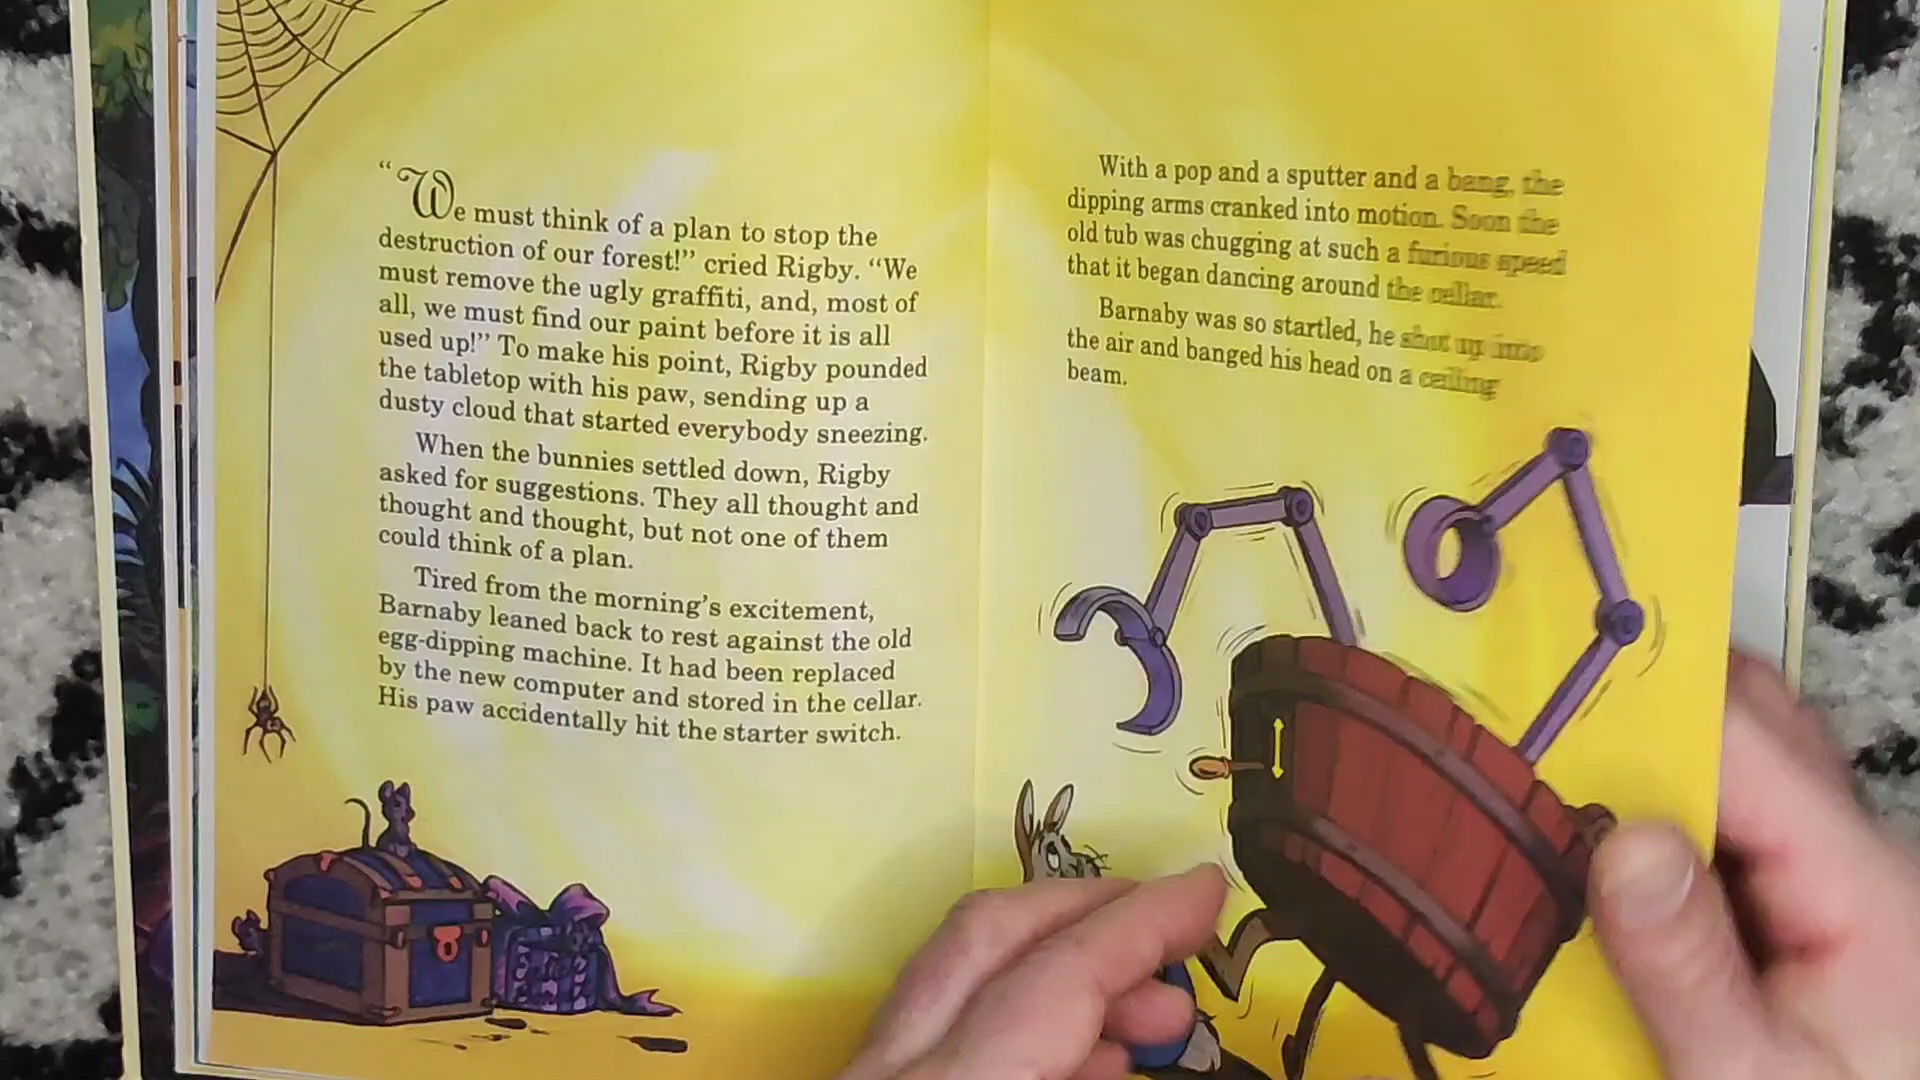 “We must think of a plan to stop the
destruction of our forest!” cried Rigby. “We
must remove the ugly graffiti, and, most of
all, we must find our paint before it is all
used up!” To make his point, Rigby pounded
the tabletop with his paw, sending up a
dusty cloud that started everybody sneezing.
When the bunnies settled down, Rigby
asked for suggestions. They all thought and
thought and thought, but not one of them
could think of a plan.
Tired from the morning’s excitement,
Barnaby leaned back to rest against the old
egg-dipping machine. It had been replaced
by the new computer and stored in the cellar.
His paw accidentally hit the starter switch.
With a pop and a sputter and a bang, the
dipping arms cranked into motion. Soon the
old tub was chugging at such a furious speed
that it began dancing around the cellar.
Barnaby was so startled, he shot up into
the air and banged his head on a ceiling
beam.